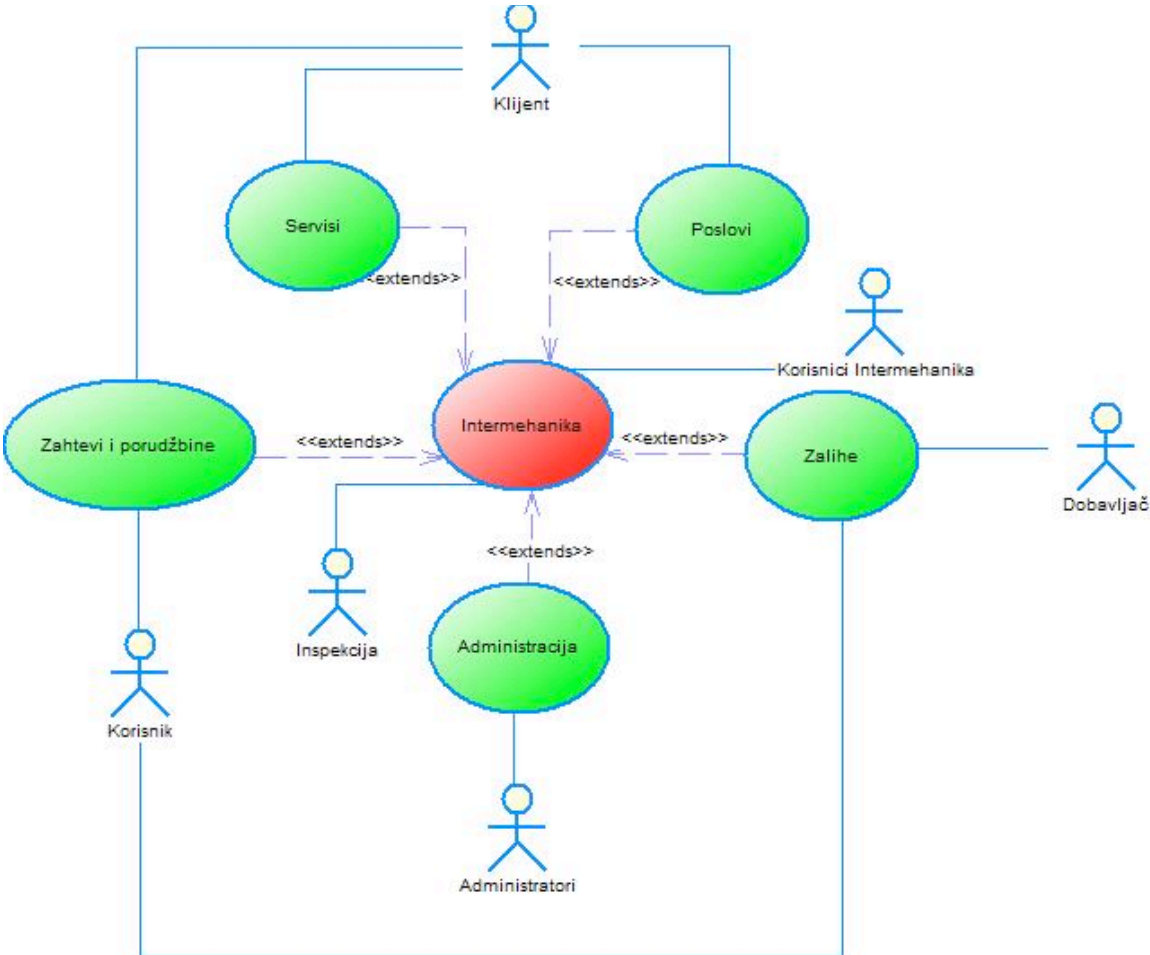 Klijent
Servisi
Poslovi
<extends>>
<<extends>>
Korisnici Intermehanika
Zahtevi i porudžbine
<<extends>>
Intermehanika
<<extends>>
Zalihe
Dobavljač
<<extends>>
Inspekcija
Administracija
Korisnik
Administratori